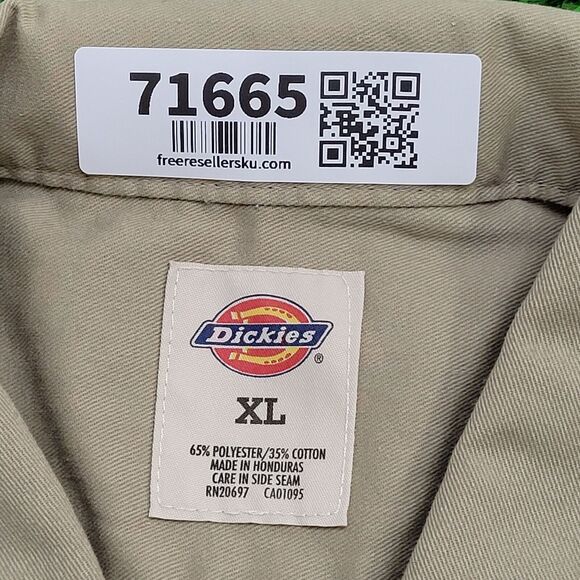 71665
freeresellersku.com
Dickies
®
XL
65% POLYESTER/35% COTTON
MADE IN HONDURAS
CARE IN SIDE SEAM
RN20697 CA01095